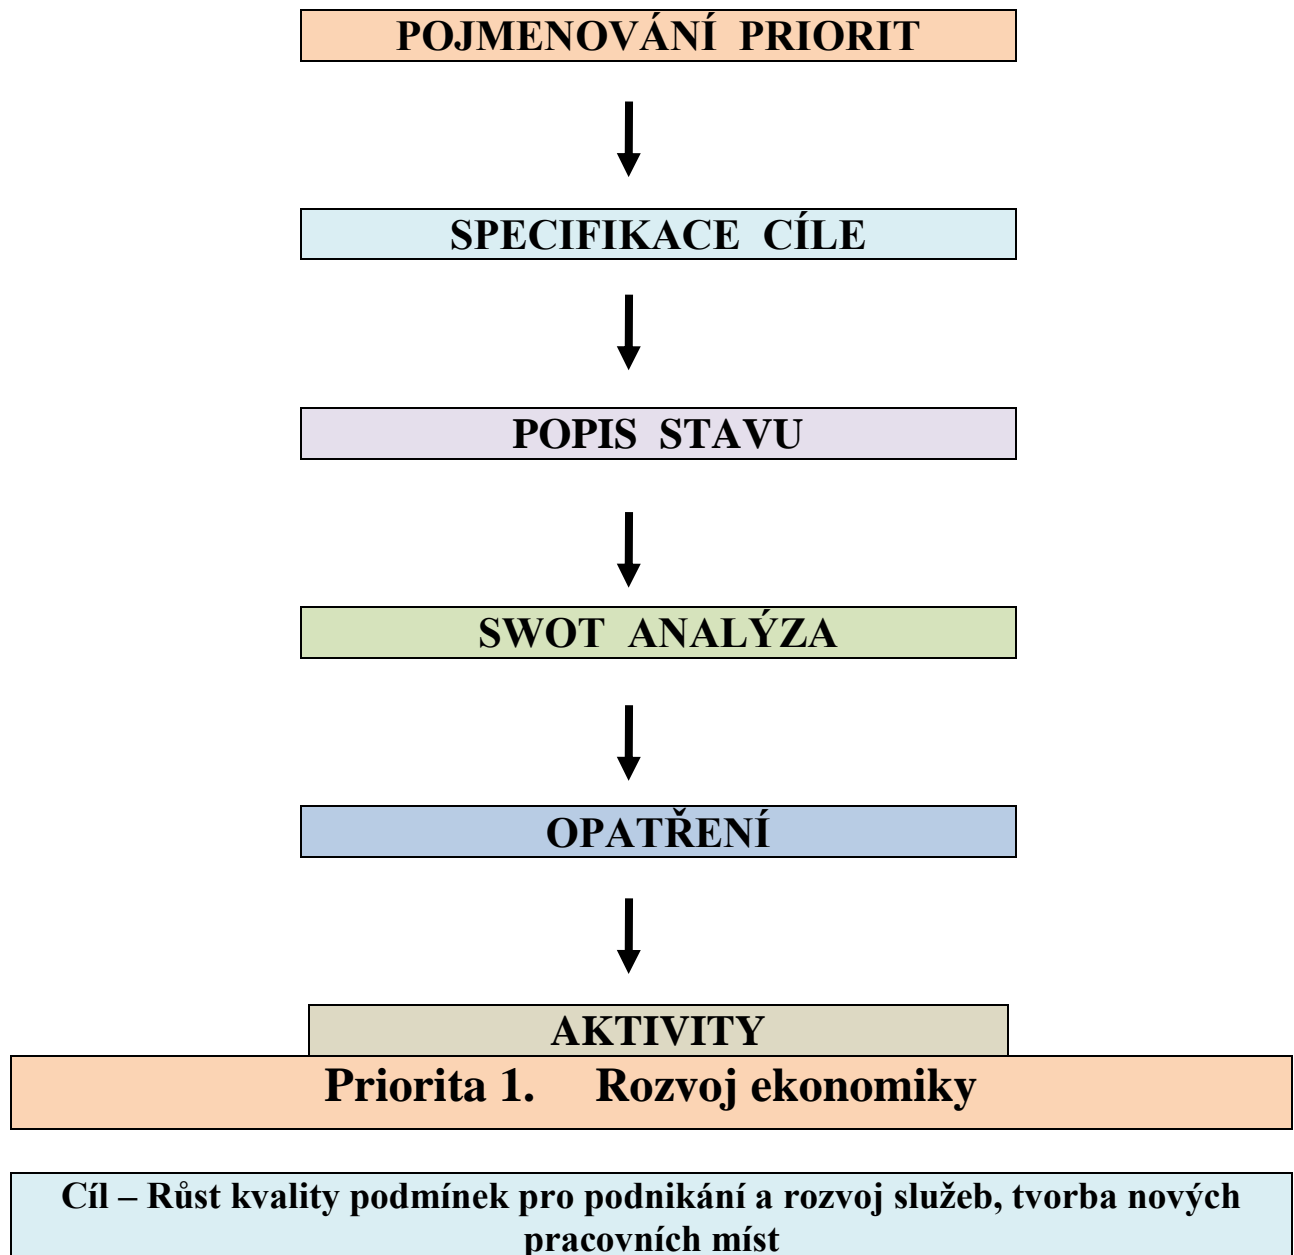 POJMENOVÁNÍ PRIORIT
SPECIFIKACE CÍLE
POPIS STAVU
SWOT ANALÝZA
OPATŘENÍ
AKTIVITY
Priorita 1. Rozvoj ekonomiky
Cíl – Růst kvality podmínek pro podnikání a rozvoj služeb, tvorba nových
pracovních míst